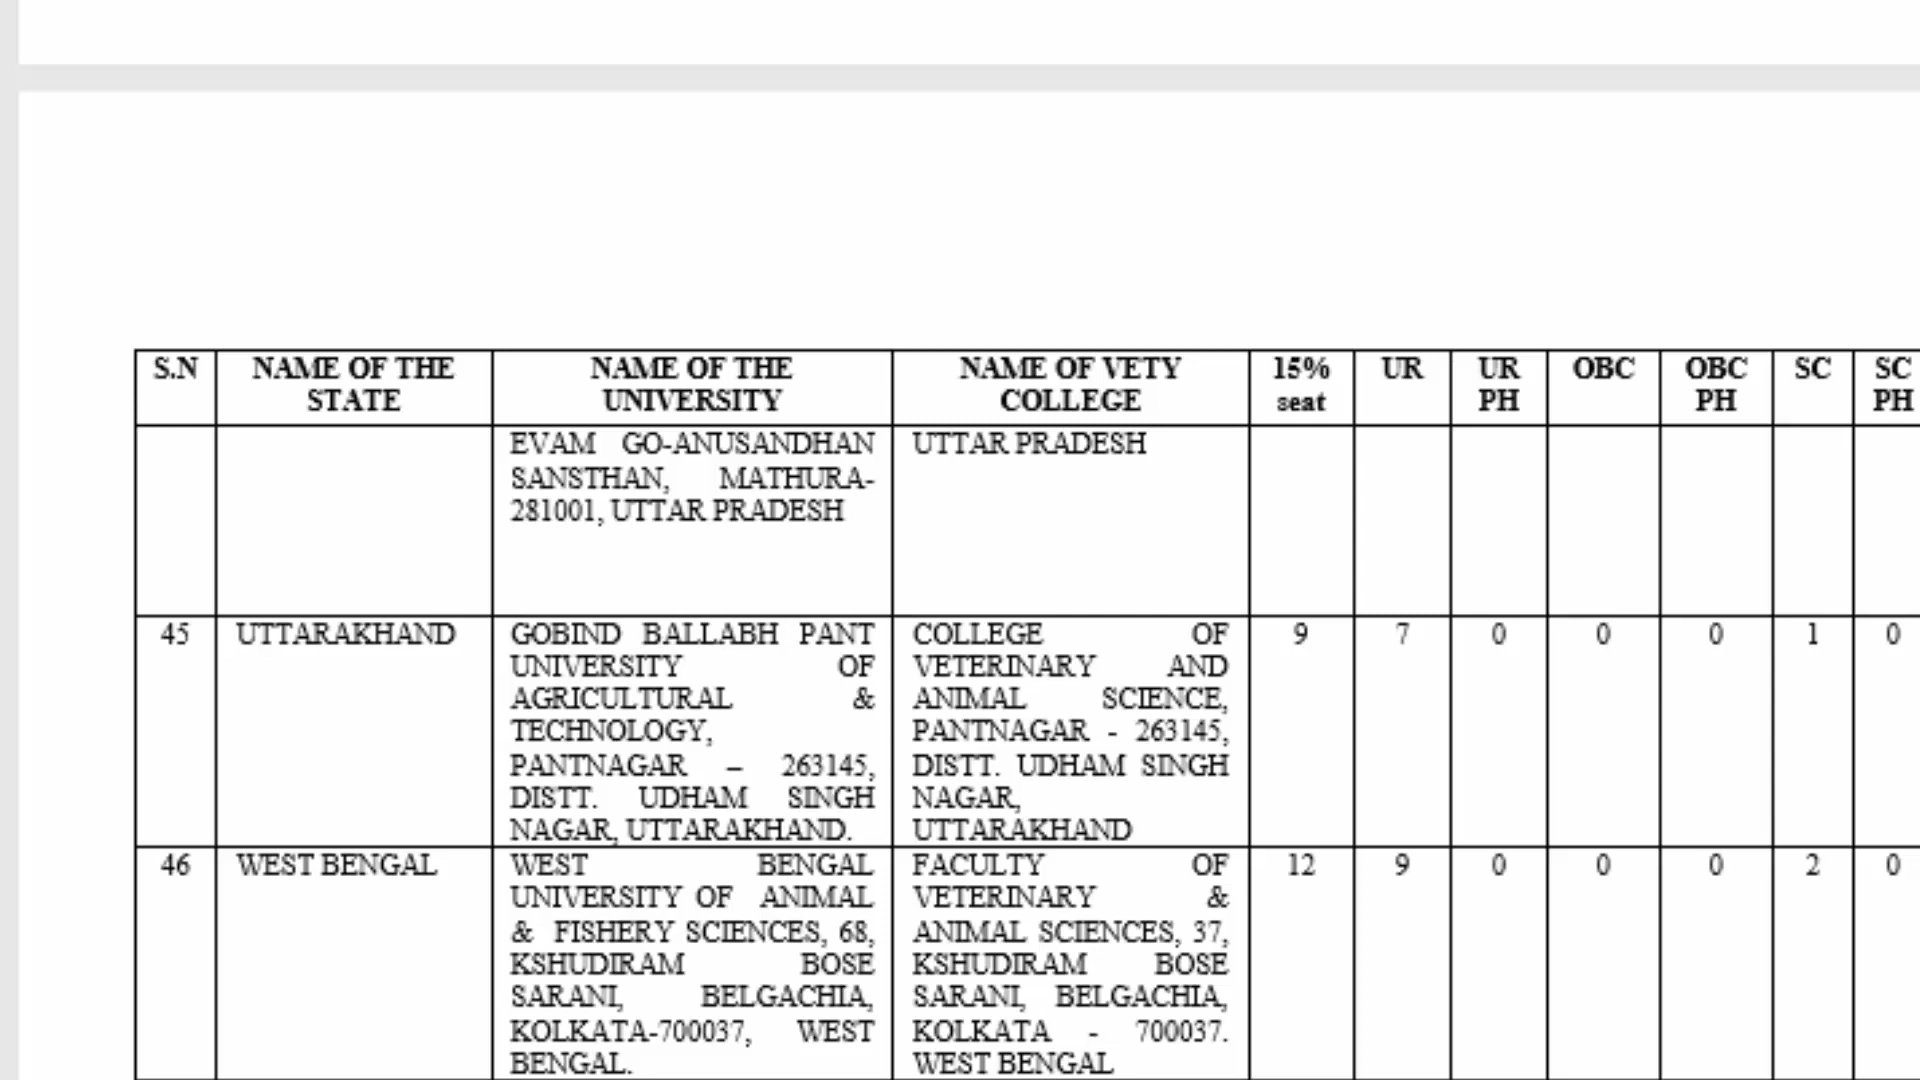 S.N NAME OF THE STATE NAME OF THE UNIVERSITY NAME OF VETY COLLEGE 15% seat UR UR PH OBC OBC PH SC SC PH
EVAM GO-ANUSANDHAN
SANSTHAN, MATHURA-
281001, UTTAR PRADESH
UTTAR PRADESH
45
UTTARAKHAND
GOBIND BALLABH PANT
UNIVERSITY OF
AGRICULTURAL &
TECHNOLOGY,
PANTNAGAR – 263145,
DISTT. UDHAM SINGH
NAGAR, UTTARAKHAND.
COLLEGE OF
VETERINARY AND
ANIMAL SCIENCE,
PANTNAGAR - 263145,
DISTT. UDHAM SINGH
NAGAR,
UTTARAKHAND
9 7 0 0 0 1 0
46
WEST BENGAL
WEST BENGAL
UNIVERSITY OF ANIMAL
& FISHERY SCIENCES, 68,
KSHUDIRAM BOSE
SARANI, BELGACHIA,
KOLKATA-700037, WEST
BENGAL.
FACULTY OF
VETERINARY &
ANIMAL SCIENCES, 37,
KSHUDIRAM BOSE
SARANI, BELGACHIA,
KOLKATA - 700037.
WEST BENGAL
12 9 0 0 0 2 0